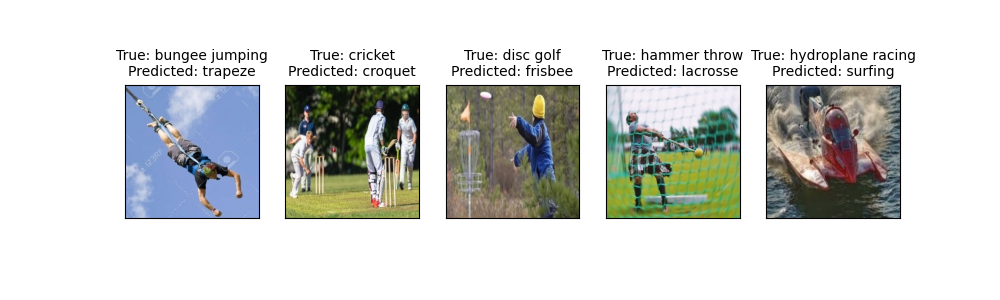 True: bungee jumping
Predicted: trapeze
True: cricket
Predicted: croquet
True: disc golf
Predicted: frisbee
True: hammer throw
Predicted: lacrosse
True: hydroplane racing
Predicted: surfing